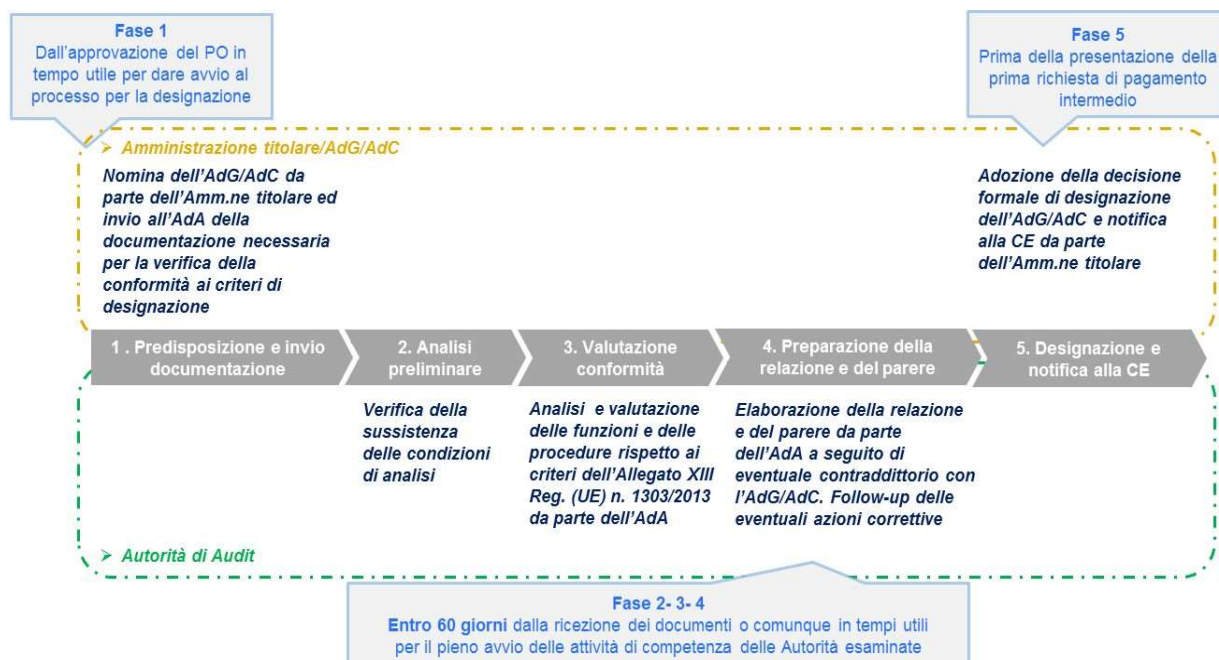 Fase 1
Dall'approvazione del PO in
tempo utile per dare avvio al
processo per la designazione
Fase 5
Prima della presentazione della
prima richiesta di pagamento
intermedio
➢ Amministrazione titolare/AdG/AdC
Nomina dell'AdG/AdC da
parte dell'Amm.ne titolare ed
invio all'AdA della
documentazione necessaria
per la verifica della
conformità ai criteri di
designazione
Adozione della decisione
formale di designazione
dell'AdG/AdC e notifica
alla CE da parte
dell'Amm.ne titolare
1 . Predisposizione e invio
documentazione
2. Analisi
preliminare
3. Valutazione
conformità
4. Preparazione della
relazione e del parere
5. Designazione e
notifica alla CE
Verifica della
sussistenza
delle condizioni
di analisi
Analisi e valutazione
delle funzioni e delle
procedure rispetto ai
criteri dell'Allegato XIII
Reg. (UE) n. 1303/2013
da parte dell'AdA
Elaborazione della relazione
e del parere da parte
dell'AdA a seguito di
eventuale contraddittorio con
l'AdG/AdC. Follow-up delle
eventuali azioni correttive
➢ Autorità di Audit
Fase 2- 3- 4
Entro 60 giorni dalla ricezione dei documenti o comunque in tempi utili
per il pieno avvio delle attività di competenza delle Autorità esaminate